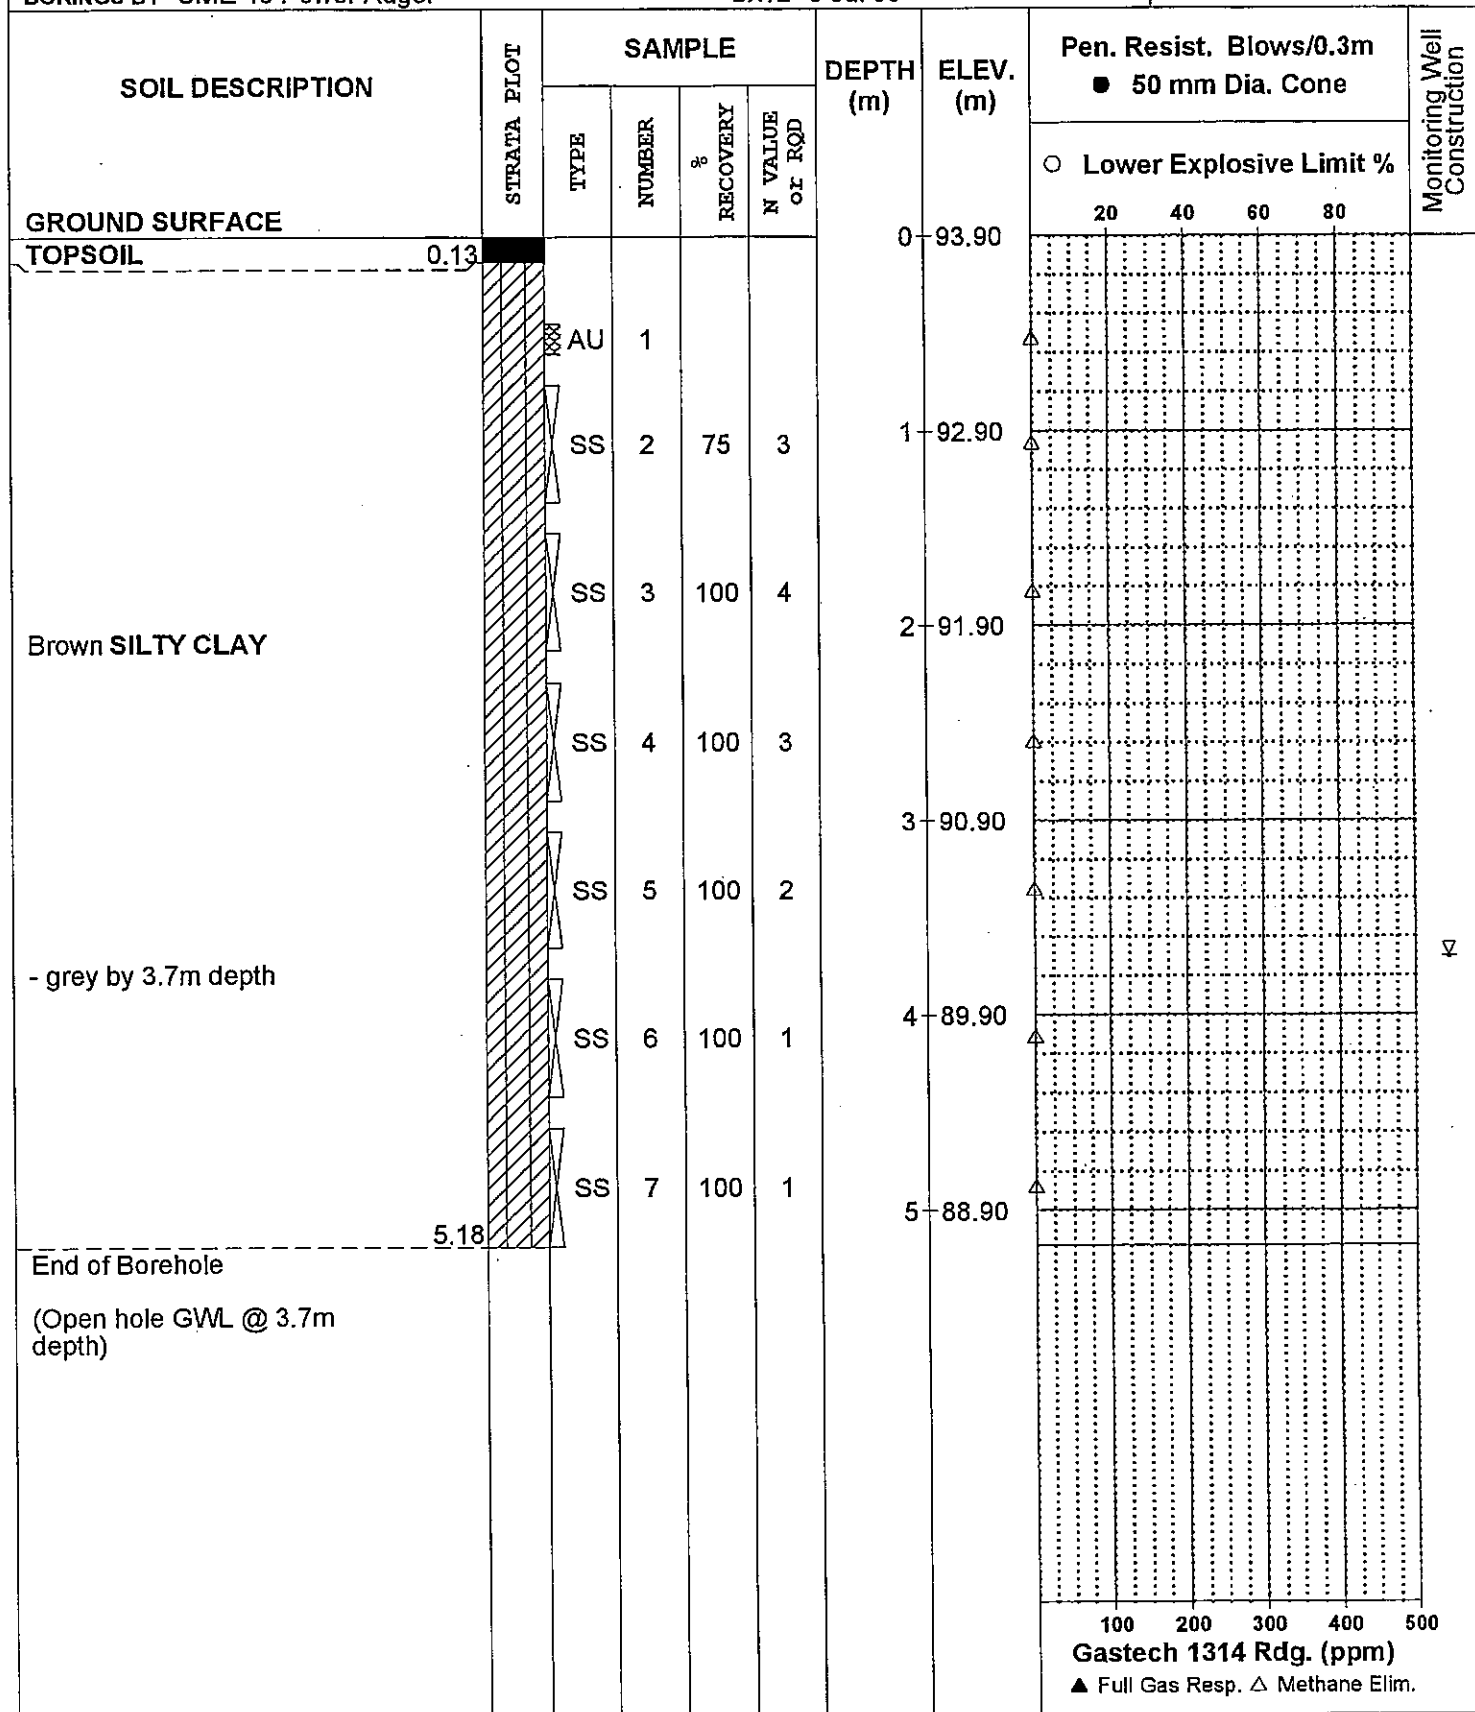 SOIL DESCRIPTION
GROUND SURFACE
STRATA PLOT
SAMPLE
TYPE
NUMBER
% RECOVERY
N VALUE or RQD
DEPTH (m)
ELEV. (m)
Pen. Resist. Blows/0.3m
● 50 mm Dia. Cone
○ Lower Explosive Limit %
20 40 60 80
Monitoring Well Construction
TOPSOIL 0.13
0 93.90
AU 1
1 92.90
SS 2 75 3
SS 3 100 4
2 91.90
Brown SILTY CLAY
SS 4 100 3
3 90.90
SS 5 100 2
- grey by 3.7m depth
4 89.90
SS 6 100 1
SS 7 100 1
5 88.90
5.18
End of Borehole
(Open hole GWL @ 3.7m
depth)
100 200 300 400 500
Gastech 1314 Rdg. (ppm)
▲ Full Gas Resp. △ Methane Elim.